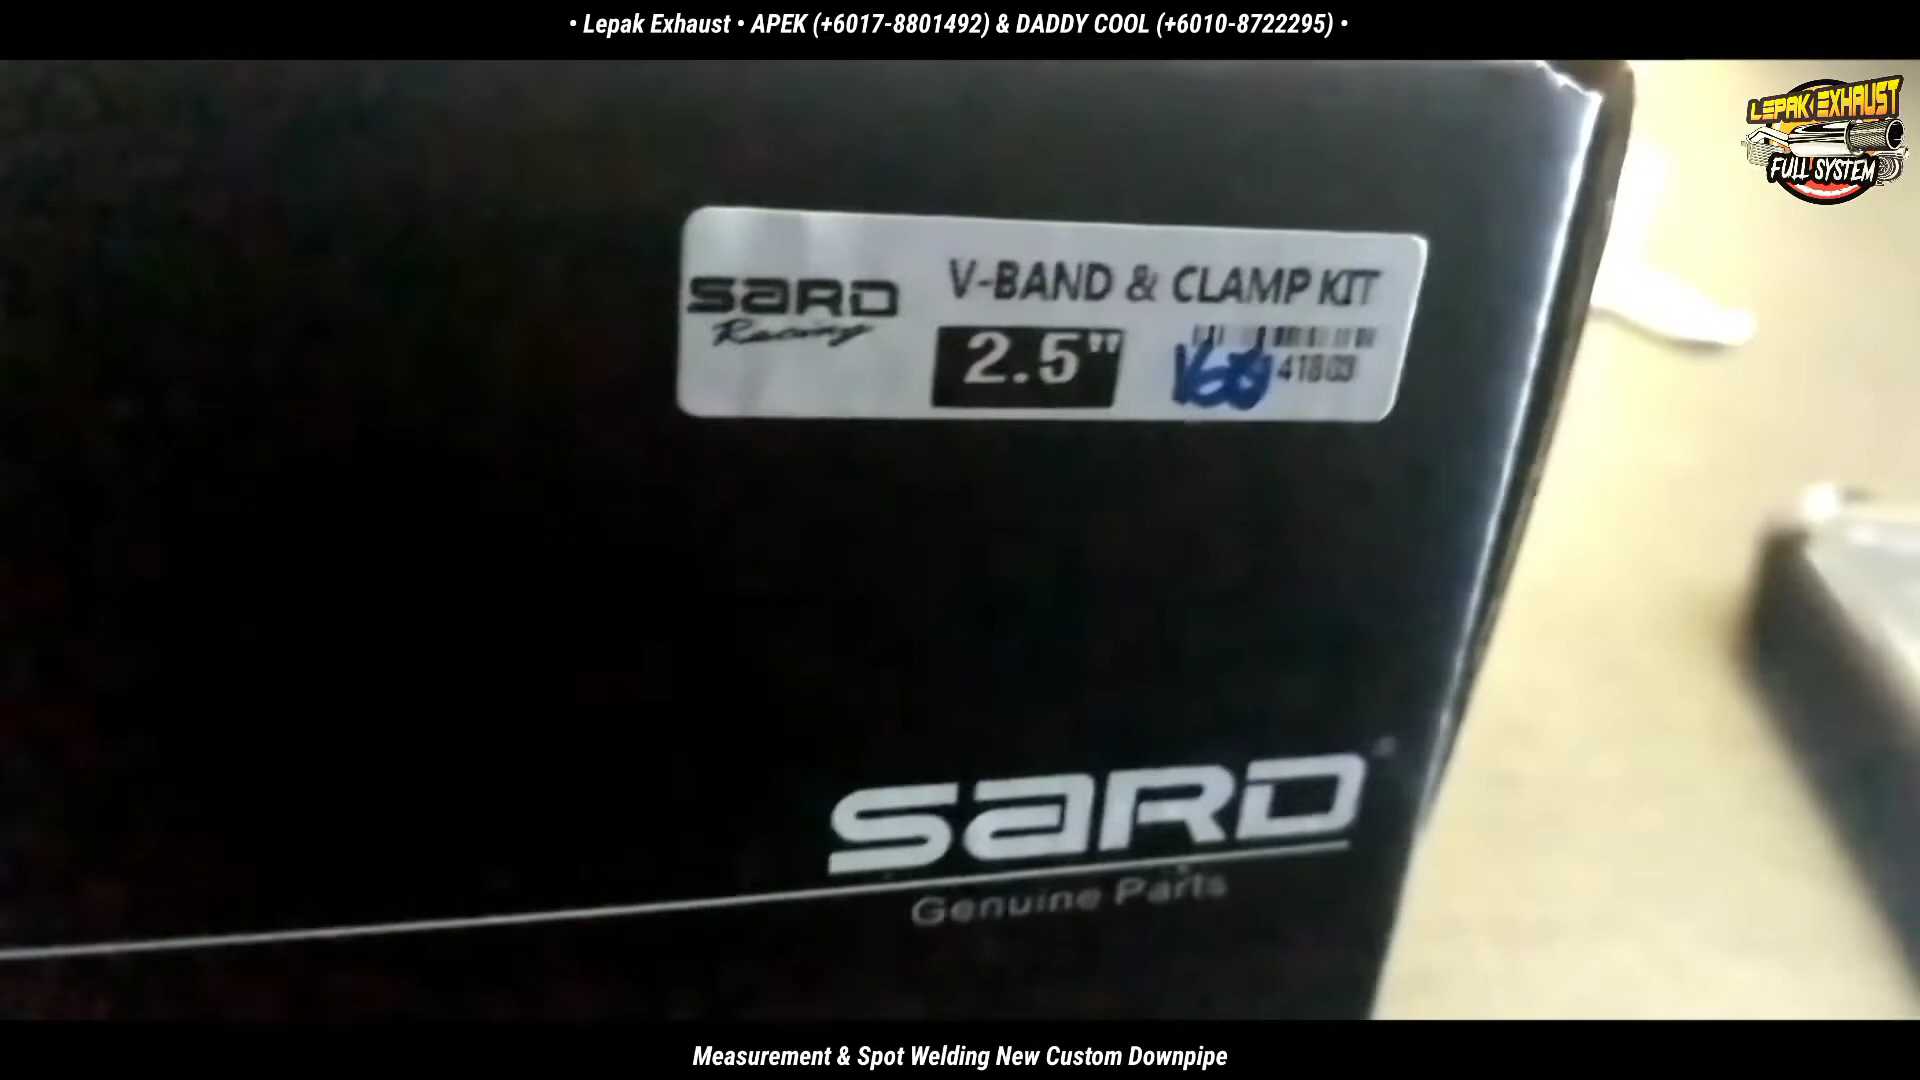 • Lepak Exhaust • APEK (+6017-8801492) & DADDY COOL (+6010-8722295) •
LEPAK EXHAUST
FULL SYSTEM
SARD
Racing
V-BAND & CLAMP KIT
2.5"
41803
SARD
Genuine Parts
Measurement & Spot Welding New Custom Downpipe